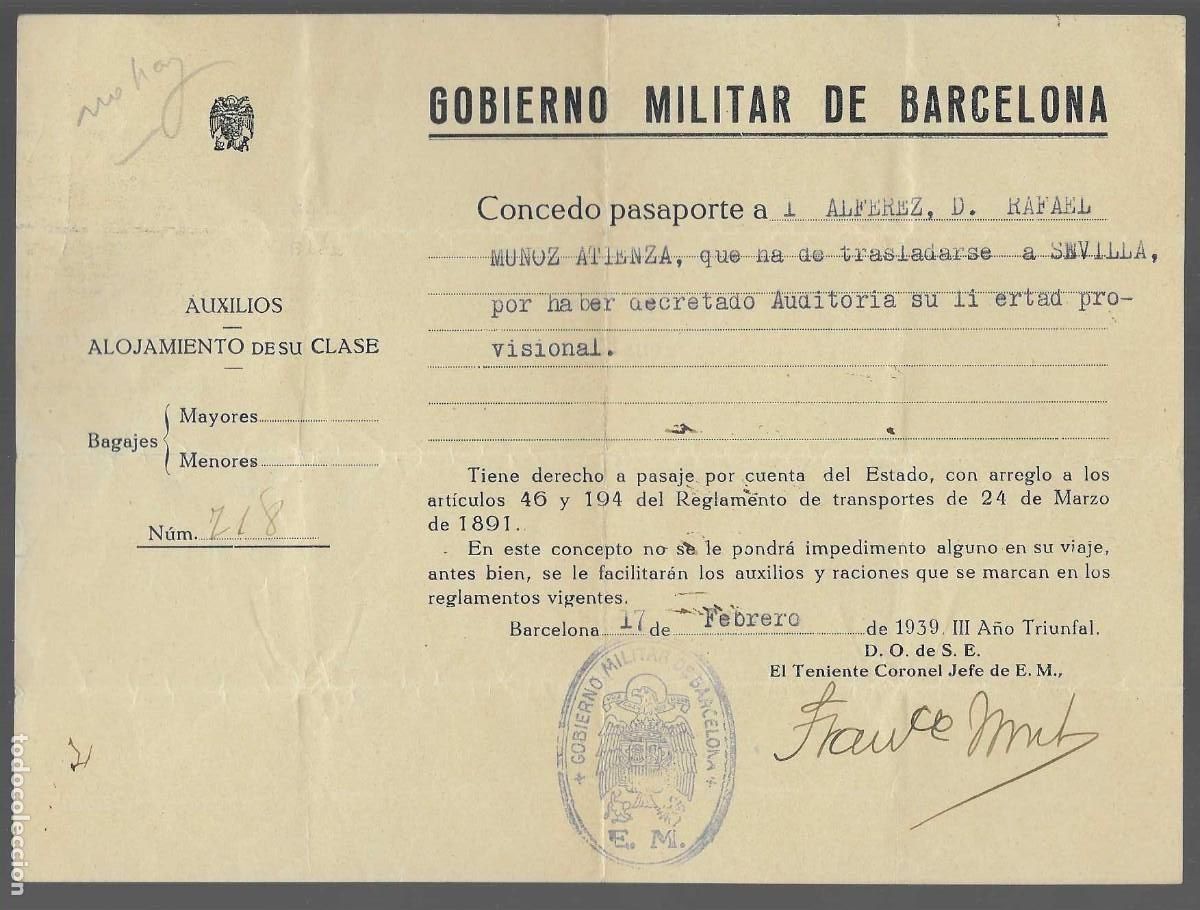 no hay
GOBIERNO MILITAR DE BARCELONA
Concedo pasaporte a l ALFEREZ, D. RAFAEL
MUÑOZ ATIENZA, que ha de trasladarse a SEVILLA,
por haber decretado Auditoria su li ertad pro-
visional.
AUXILIOS
ALOJAMIENTO DE SU CLASE
Bagajes { Mayores
Menores
Núm. 718
Tiene derecho a pasaje por cuenta del Estado, con arreglo a los
artículos 46 y 194 del Reglamento de transportes de 24 de Marzo
de 1891.
En este concepto no se le pondrá impedimento alguno en su viaje,
antes bien, se le facilitarán los auxilios y raciones que se marcan en los
reglamentos vigentes.
Barcelona 17 de Febrero de 1939. III Año Triunfal.
D. O. de S. E.
El Teniente Coronel Jefe de E. M.,
GOBIERNO MILITAR DE BARCELONA
E. M.
todocoleccion